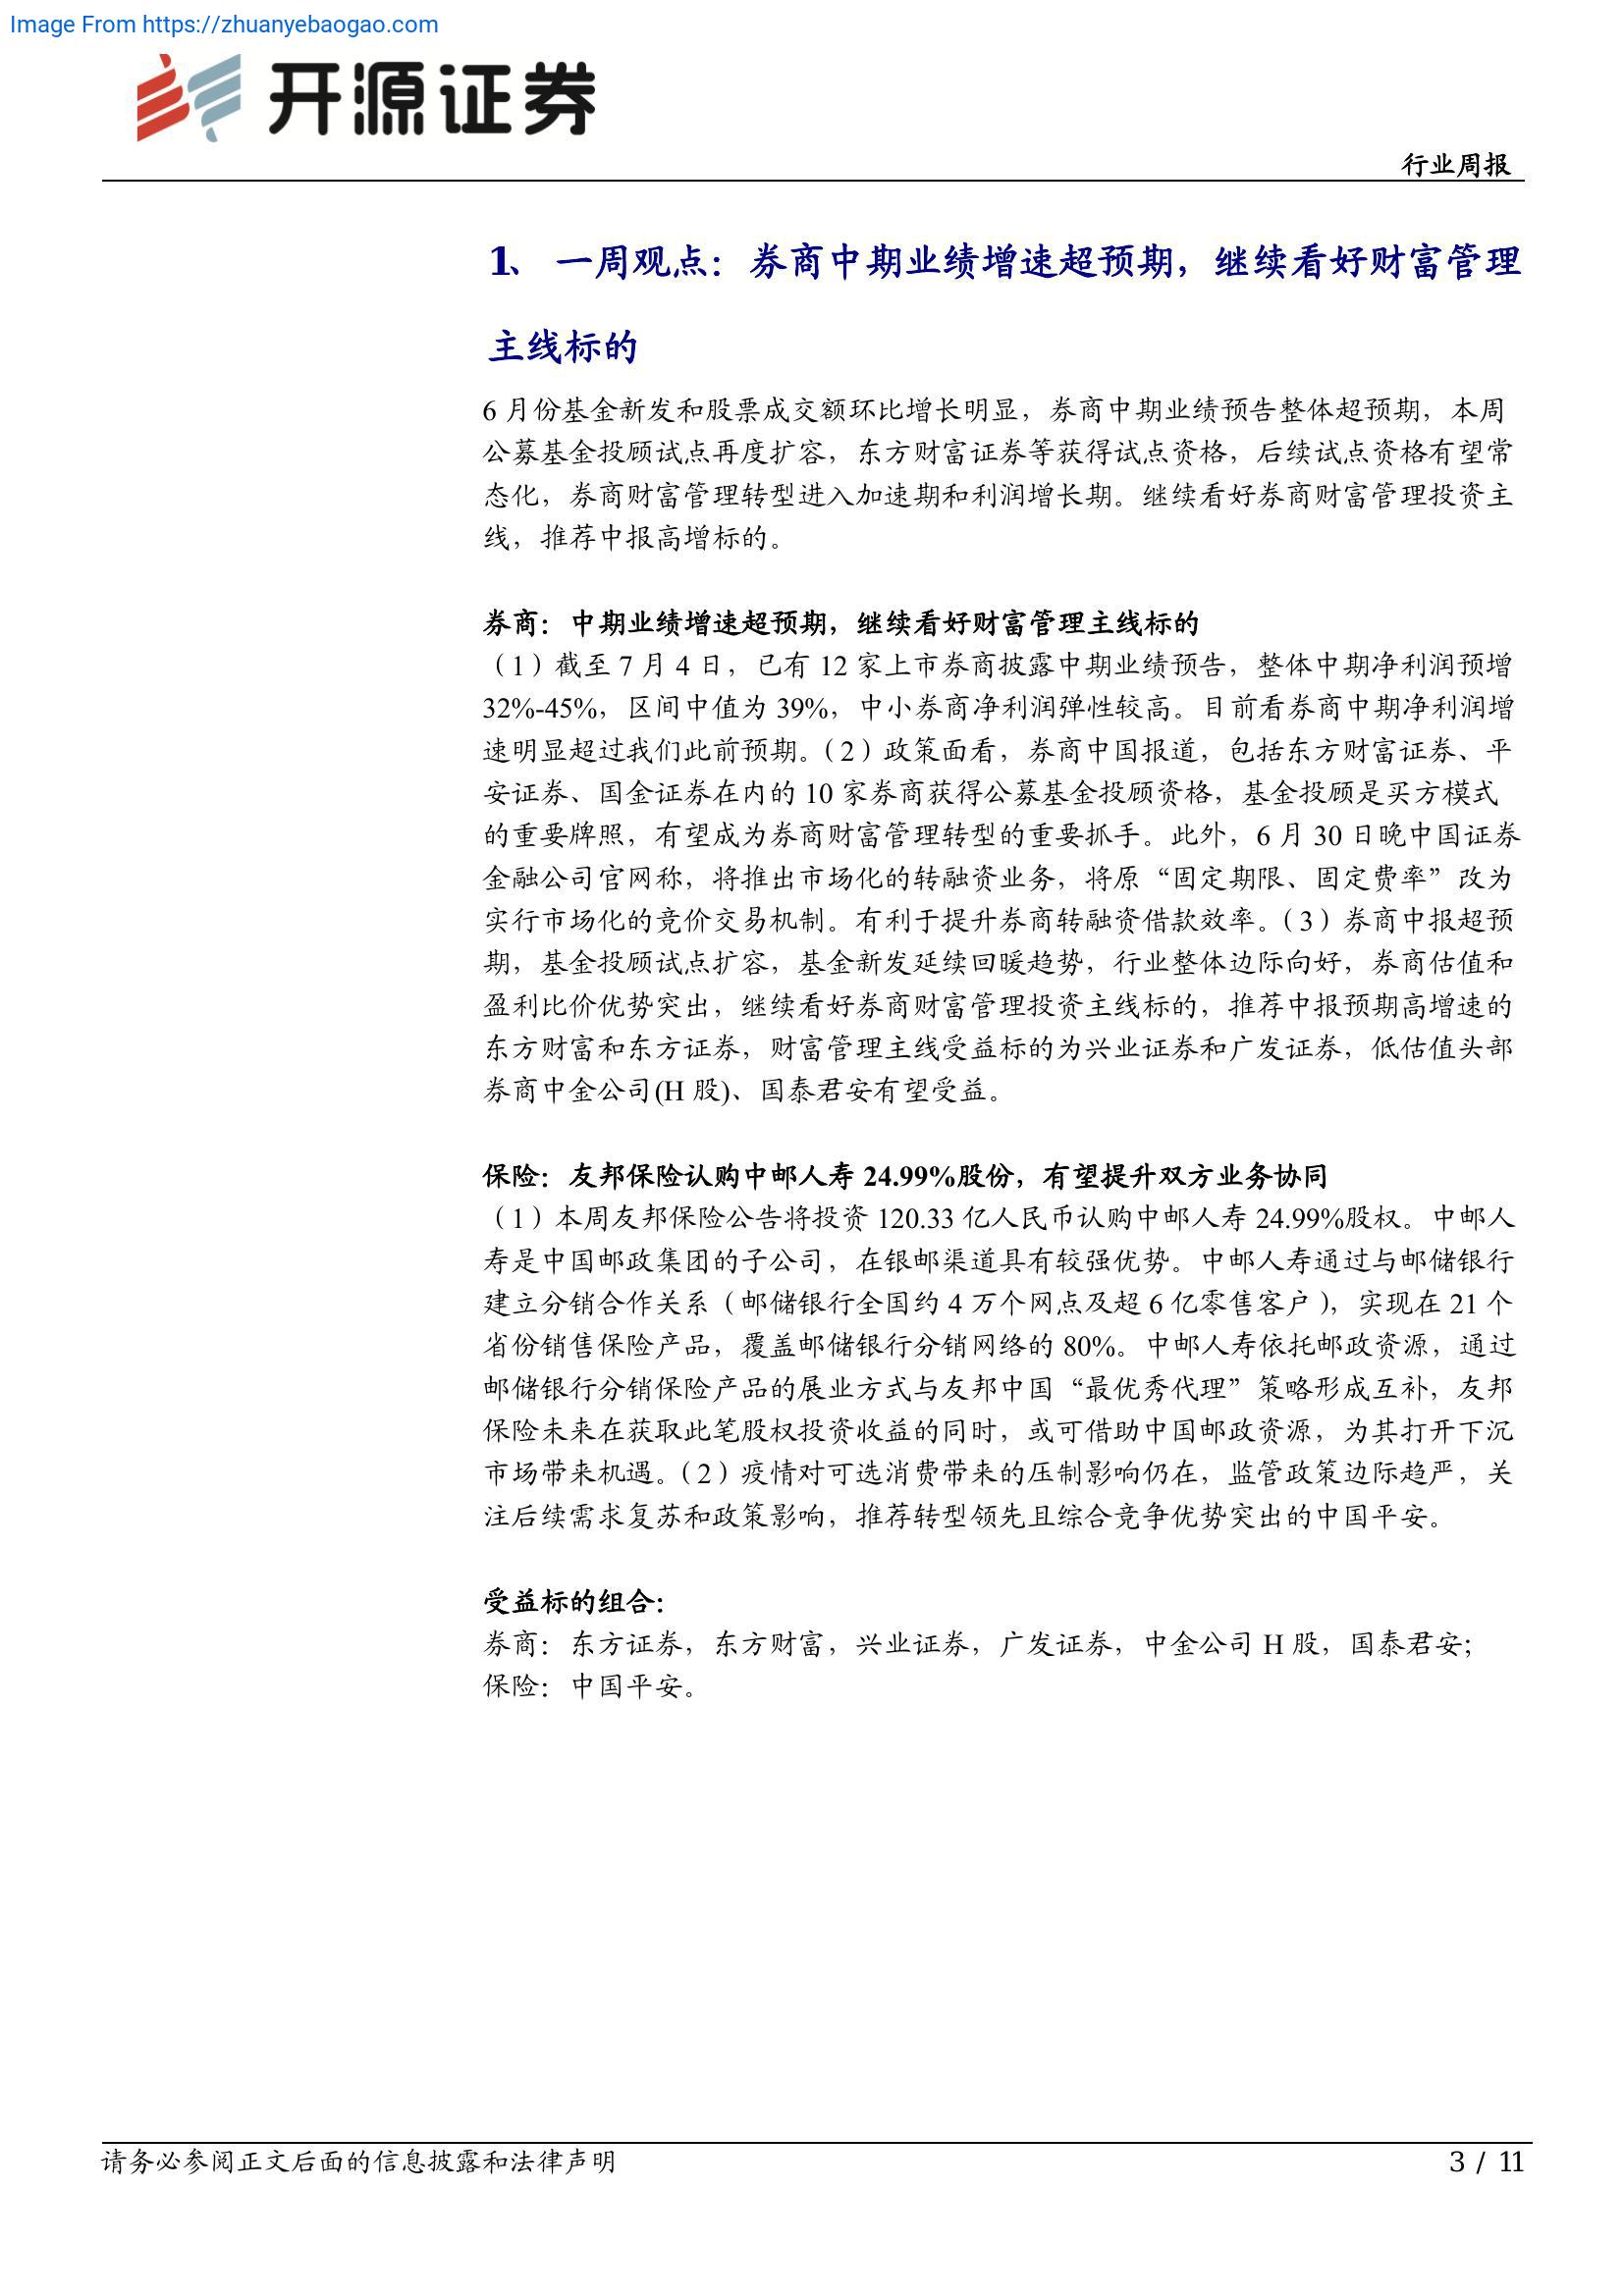 Image From https://zhuanyebaogao.com
开源证券
行业周报
1、 一周观点：券商中期业绩增速超预期，继续看好财富管理
主线标的
6 月份基金新发和股票成交额环比增长明显，券商中期业绩预告整体超预期，本周
公募基金投顾试点再度扩容，东方财富证券等获得试点资格，后续试点资格有望常
态化，券商财富管理转型进入加速期和利润增长期。继续看好券商财富管理投资主
线，推荐中报高增标的。
券商：中期业绩增速超预期，继续看好财富管理主线标的
（1）截至 7 月 4 日，已有 12 家上市券商披露中期业绩预告，整体中期净利润预增
32%-45%，区间中值为 39%，中小券商净利润弹性较高。目前看券商中期净利润增
速明显超过我们此前预期。（2）政策面看，券商中国报道，包括东方财富证券、平
安证券、国金证券在内的 10 家券商获得公募基金投顾资格，基金投顾是买方模式
的重要牌照，有望成为券商财富管理转型的重要抓手。此外，6 月 30 日晚中国证券
金融公司官网称，将推出市场化的转融资业务，将原“固定期限、固定费率”改为
实行市场化的竞价交易机制。有利于提升券商转融资借款效率。（3）券商中报超预
期，基金投顾试点扩容，基金新发延续回暖趋势，行业整体边际向好，券商估值和
盈利比价优势突出，继续看好券商财富管理投资主线标的，推荐中报预期高增速的
东方财富和东方证券，财富管理主线受益标的为兴业证券和广发证券，低估值头部
券商中金公司(H 股)、国泰君安有望受益。
保险：友邦保险认购中邮人寿 24.99%股份，有望提升双方业务协同
（1）本周友邦保险公告将投资 120.33 亿人民币认购中邮人寿 24.99%股权。中邮人
寿是中国邮政集团的子公司，在银邮渠道具有较强优势。中邮人寿通过与邮储银行
建立分销合作关系（邮储银行全国约 4 万个网点及超 6 亿零售客户），实现在 21 个
省份销售保险产品，覆盖邮储银行分销网络的 80%。中邮人寿依托邮政资源，通过
邮储银行分销保险产品的展业方式与友邦中国“最优秀代理”策略形成互补，友邦
保险未来在获取此笔股权投资收益的同时，或可借助中国邮政资源，为其打开下沉
市场带来机遇。（2）疫情对可选消费带来的压制影响仍在，监管政策边际趋严，关
注后续需求复苏和政策影响，推荐转型领先且综合竞争优势突出的中国平安。
受益标的组合：
券商：东方证券，东方财富，兴业证券，广发证券，中金公司 H 股，国泰君安；
保险：中国平安。
请务必参阅正文后面的信息披露和法律声明
3 / 11